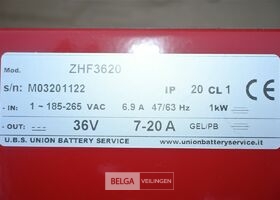 Mod. ZHF3620
s/n: M03201122 IP 20 CL 1
- IN: 1 ~ 185-265 VAC 6.9 A 47/63 Hz 1kW
- OUT: 36V 7-20 A GEL/PB
U.B.S. UNION BATTERY SERVICE www.unionbatteryservice.it
CE
BELGA
VEILINGEN